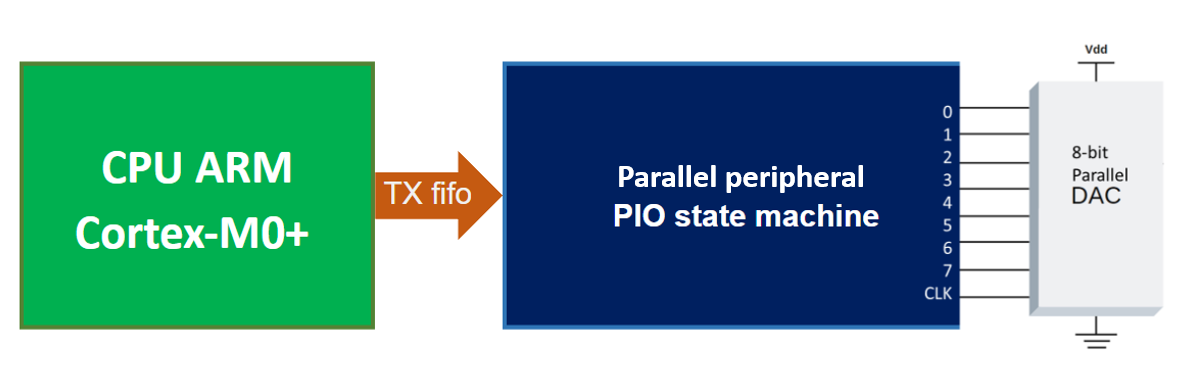 Vdd
CPU ARM
Cortex-M0+
TX fifo
Parallel peripheral
PIO state machine
0
1
2
3
4
5
6
7
CLK
8-bit
Parallel
DAC